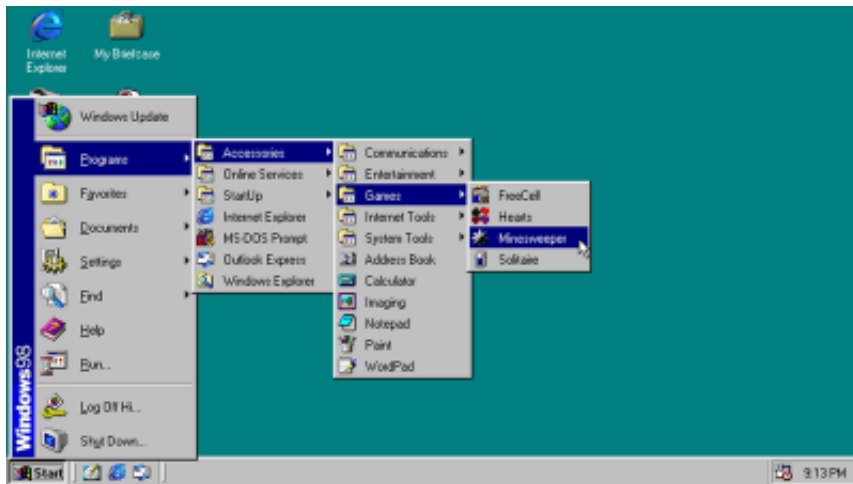 Internet
Explorer
My Briefcase
Windows Update
Programs
Favorites
Documents
Settings
Find
Help
Run...
Log Off Hi...
Shut Down...
Windows98
Accessories
Online Services
StartUp
Internet Explorer
MS-DOS Prompt
Outlook Express
Windows Explorer
Communications
Entertainment
Games
Internet Tools
System Tools
Address Book
Calculator
Imaging
Notepad
Paint
WordPad
FreeCell
Hearts
Minesweeper
Solitaire
Start
9:13 PM